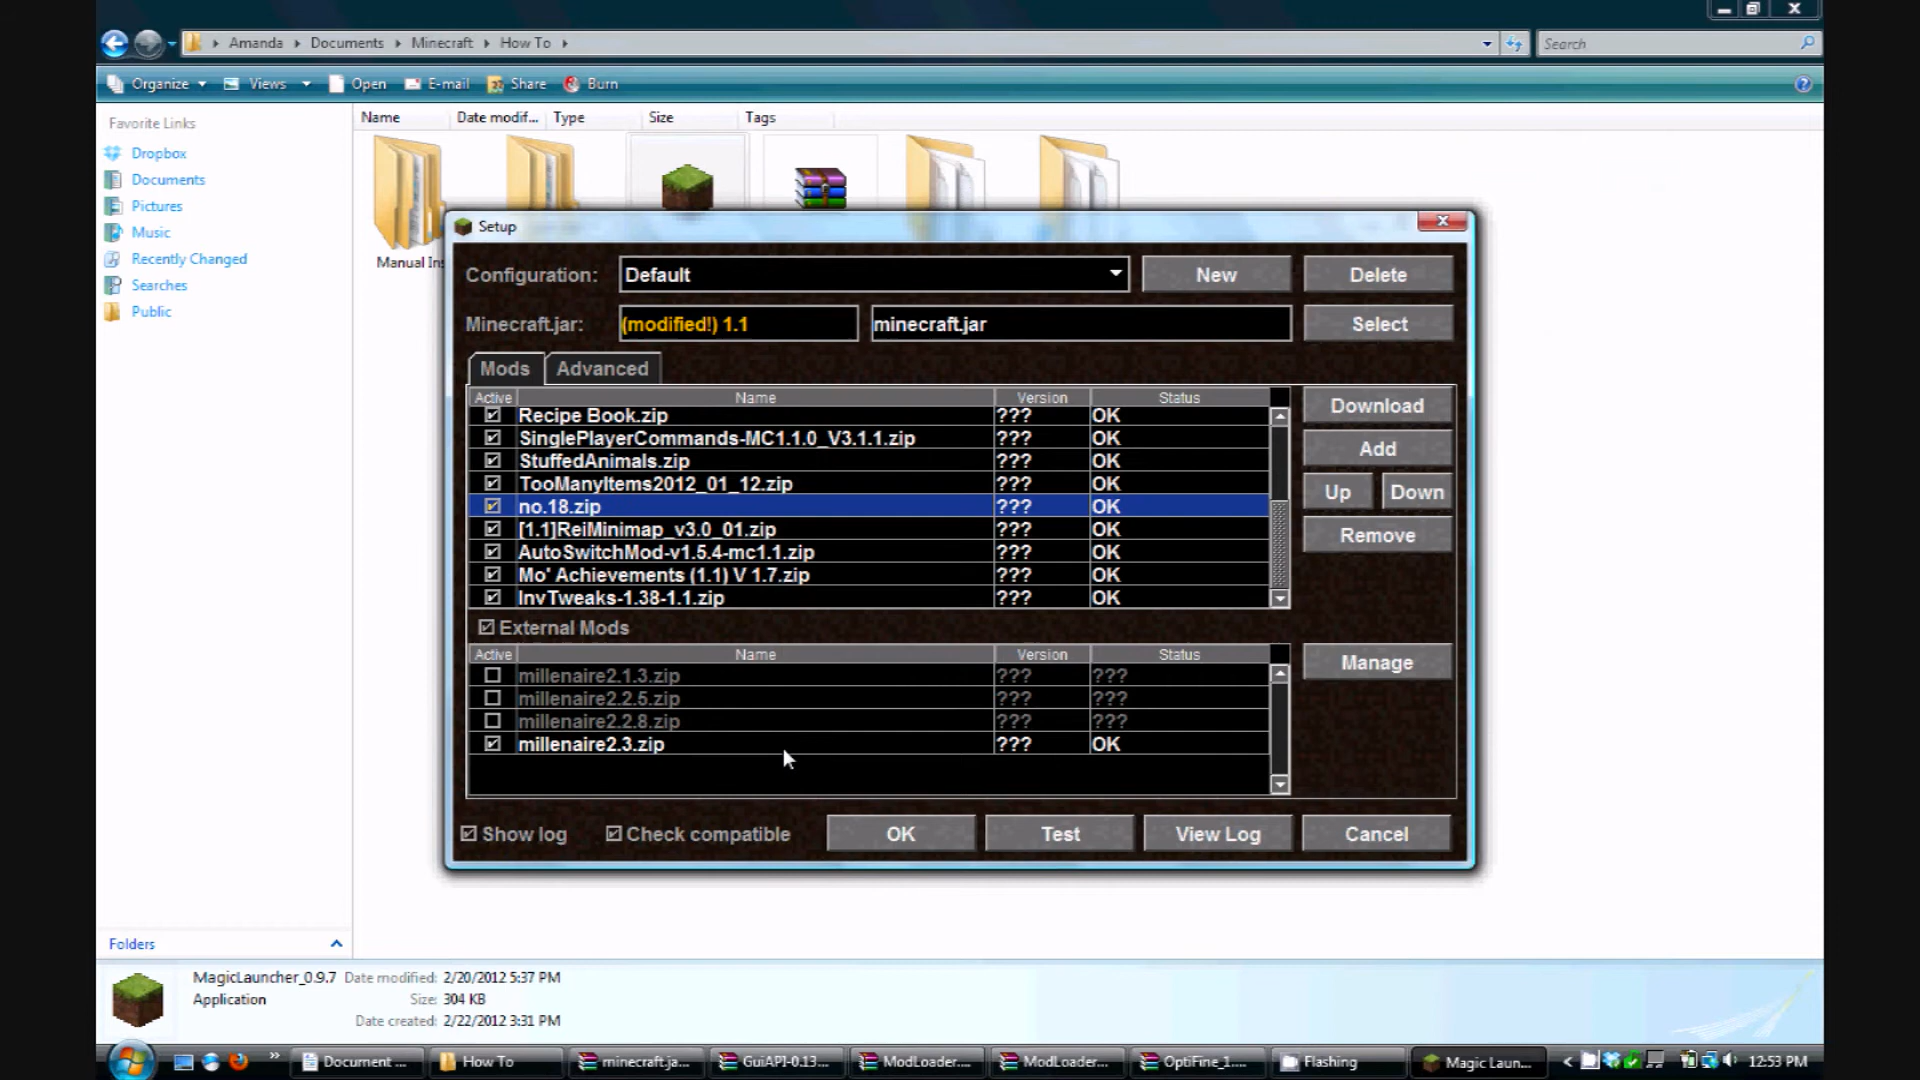 Amanda Documents Minecraft How To
Search
Organize Views Open E-mail Share Burn
Favorite Links
Dropbox
Documents
Pictures
Music
Recently Changed
Searches
Public
Name Date modif... Type Size Tags
Manual Ins
Setup
Configuration: Default New Delete
Minecraft.jar: (modified!) 1.1 minecraft.jar Select
Mods Advanced
Active Name Version Status
Recipe Book.zip ??? OK
SinglePlayerCommands-MC1.1.0_V3.1.1.zip ??? OK
StuffedAnimals.zip ??? OK
TooManyItems2012_01_12.zip ??? OK
no.18.zip ??? OK
[1.1]ReiMinimap_v3.0_01.zip ??? OK
AutoSwitchMod-v1.5.4-mc1.1.zip ??? OK
Mo' Achievements (1.1) V 1.7.zip ??? OK
InvTweaks-1.38-1.1.zip ??? OK
Download
Add
Up Down
Remove
External Mods
Active Name Version Status
millenaire2.1.3.zip ??? ???
millenaire2.2.5.zip ??? ???
millenaire2.2.8.zip ??? ???
millenaire2.3.zip ??? OK
Manage
Show log Check compatible OK Test View Log Cancel
Folders
MagicLauncher_0.9.7 Date modified: 2/20/2012 5:37 PM
Application Size: 304 KB
Date created: 2/22/2012 3:31 PM
Document ... How To minecraft.ja... GuiAPI-0.13.... ModLoader.... ModLoader... OptiFine_1.... Flashing Magic Laun... 12:53 PM